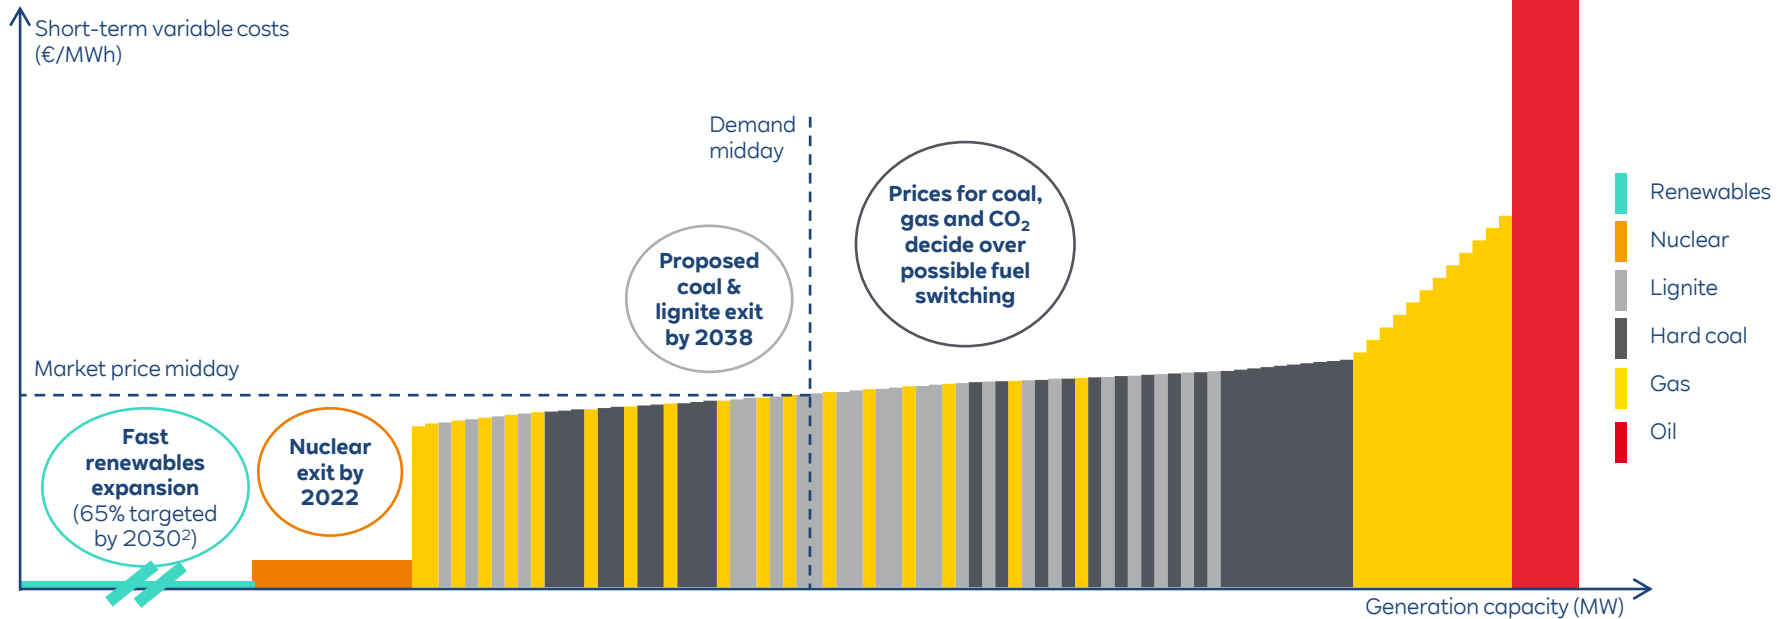 Short-term variable costs
(€/MWh)
Demand
midday
Prices for coal,
gas and CO₂
decide over
possible fuel
switching
Proposed
coal &
lignite exit
by 2038
Market price midday
Fast
renewables
expansion
(65% targeted
by 2030²)
Nuclear
exit by
2022
Renewables
Nuclear
Lignite
Hard coal
Gas
Oil
Generation capacity (MW)